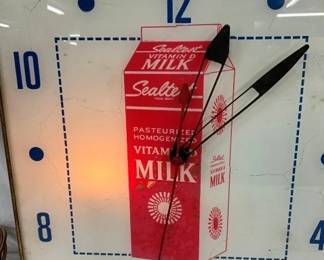 12
Sealtest
VITAMIN D
MILK
10
Sealtest
PASTEURIZED
HOMOGENIZED
VITAMIN D
MILK
Sealtest
VITAMIN D
MILK
8
4